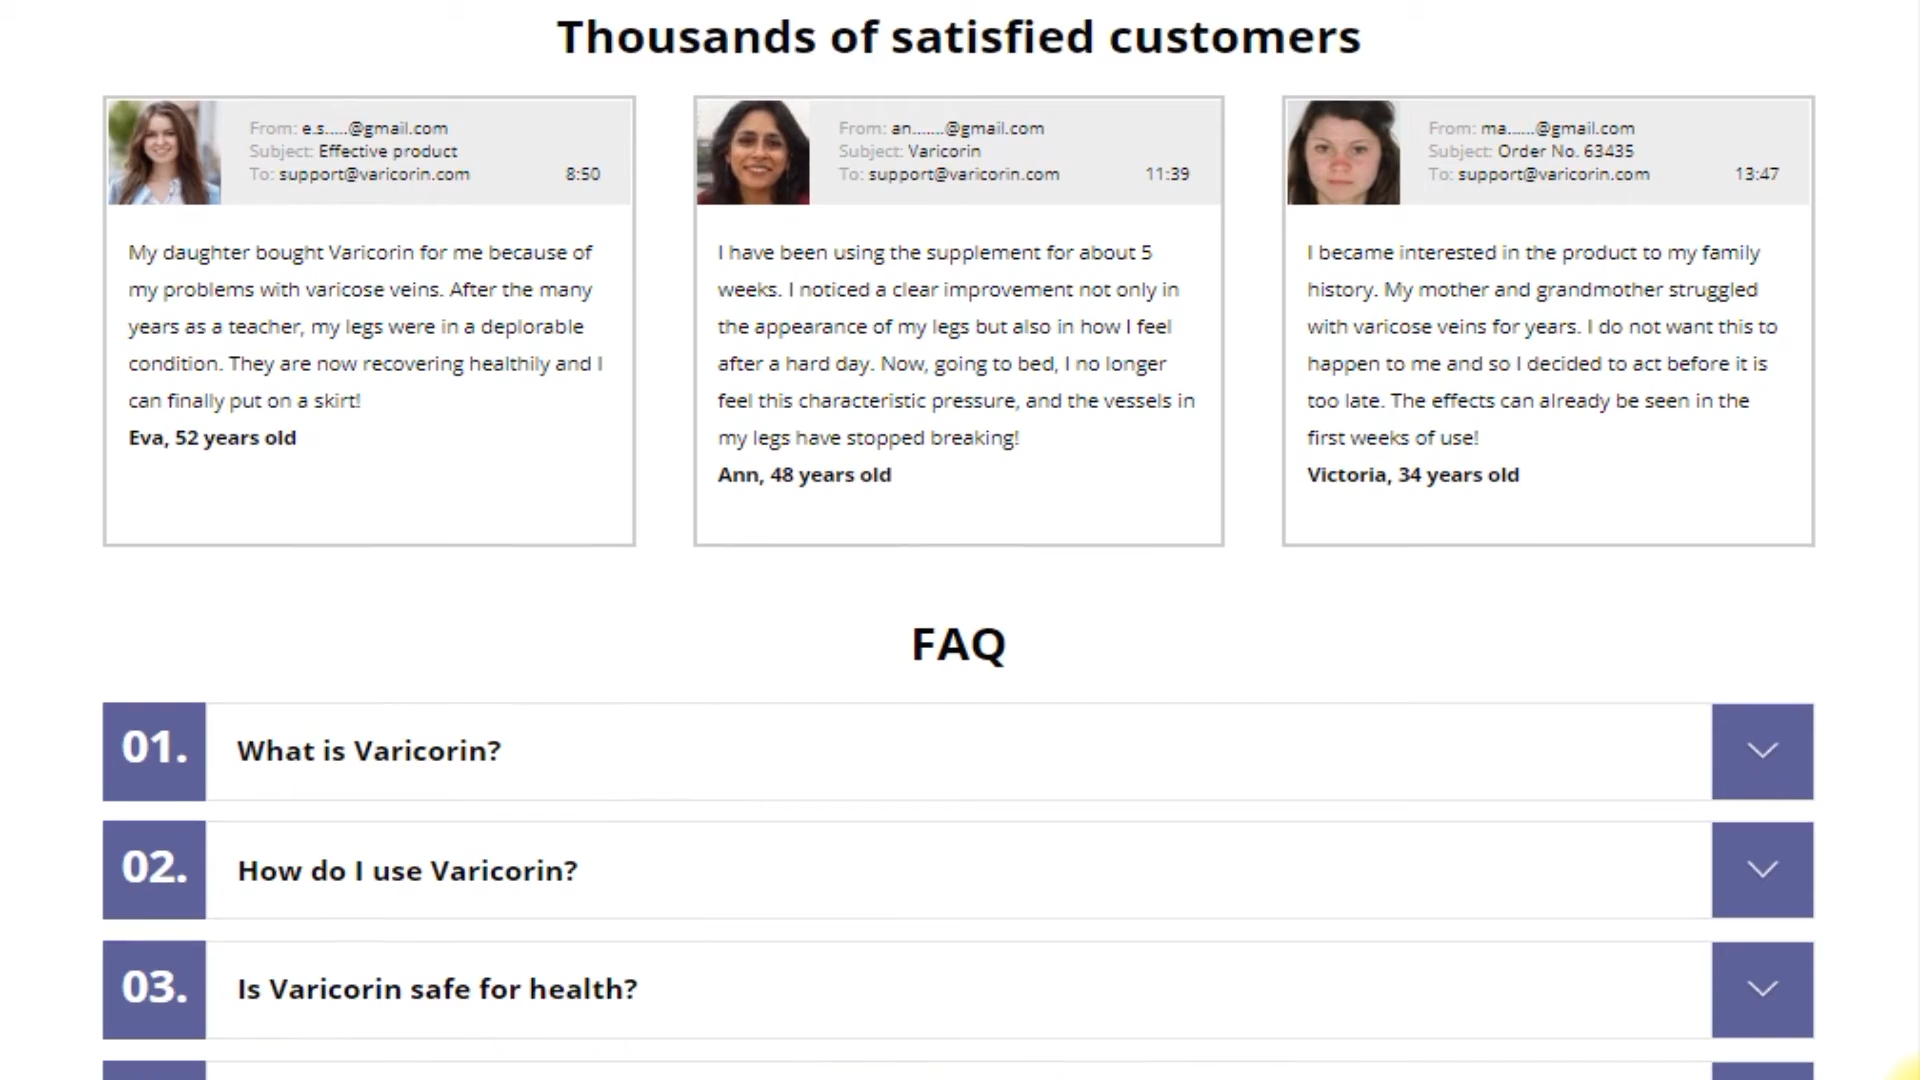 Thousands of satisfied customers
From: e.s.....@gmail.com
Subject: Effective product
To: support@varicorin.com 8:50
My daughter bought Varicorin for me because of
my problems with varicose veins. After the many
years as a teacher, my legs were in a deplorable
condition. They are now recovering healthily and I
can finally put on a skirt!
Eva, 52 years old
From: an.......@gmail.com
Subject: Varicorin
To: support@varicorin.com 11:39
I have been using the supplement for about 5
weeks. I noticed a clear improvement not only in
the appearance of my legs but also in how I feel
after a hard day. Now, going to bed, I no longer
feel this characteristic pressure, and the vessels in
my legs have stopped breaking!
Ann, 48 years old
From: ma......@gmail.com
Subject: Order No. 63435
To: support@varicorin.com 13:47
I became interested in the product to my family
history. My mother and grandmother struggled
with varicose veins for years. I do not want this to
happen to me and so I decided to act before it is
too late. The effects can already be seen in the
first weeks of use!
Victoria, 34 years old
FAQ
01. What is Varicorin?
02. How do I use Varicorin?
03. Is Varicorin safe for health?